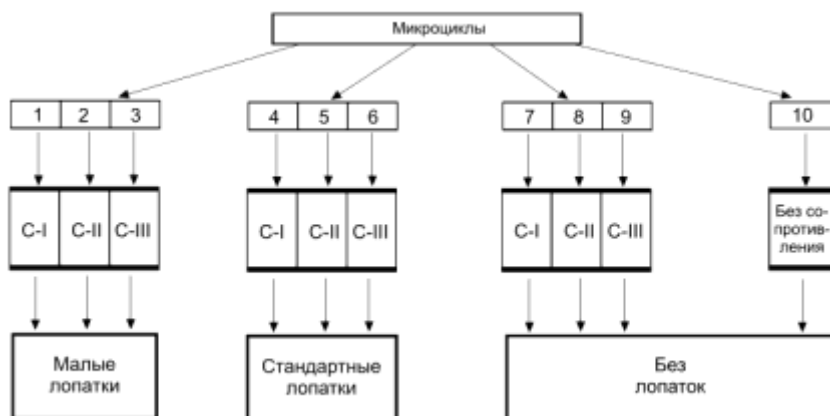 Микроциклы
1 2 3 4 5 6 7 8 9 10
С-I С-II С-III С-I С-II С-III С-I С-II С-III
Без со-
против-
ления
Малые
лопатки
Стандартные
лопатки
Без
лопаток